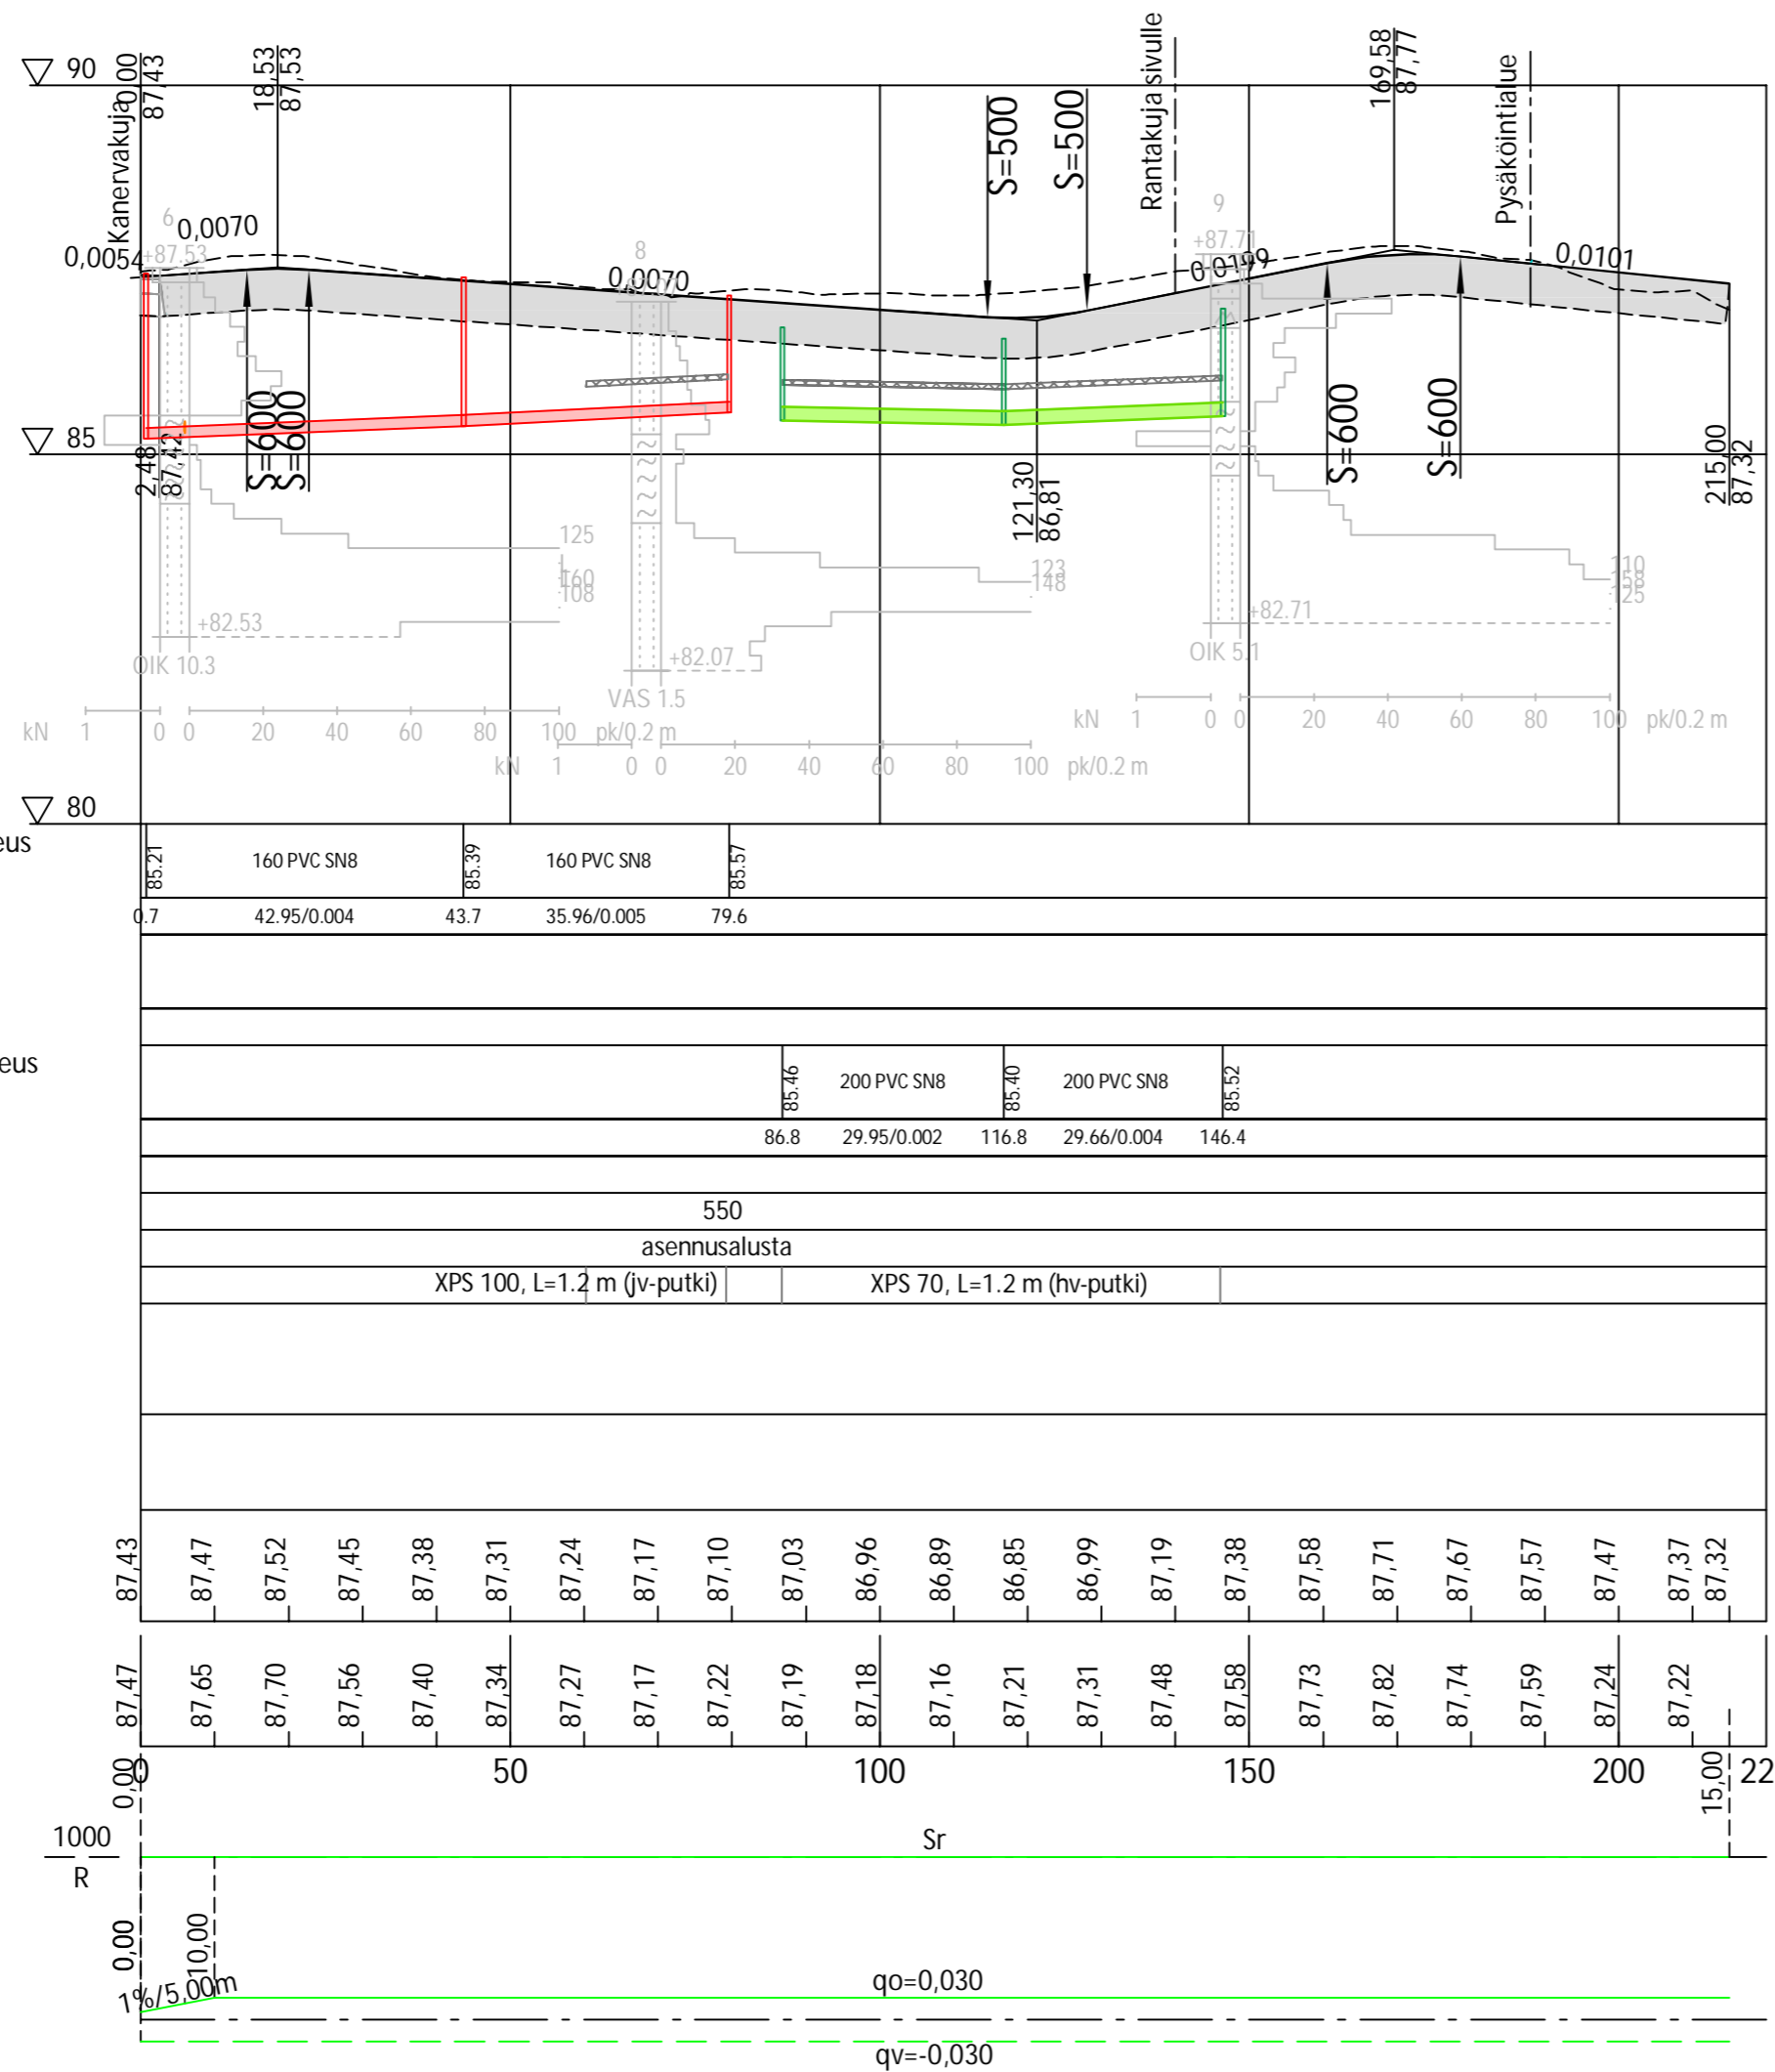 90
Kanervakuja
0,00
87,43
18,53
87,53
S=500
S=500
Rantakuja sivulle
169,58
87,77
Pysäköintialue
0,0054
6
0,0070
+87.53
8
0,0070
9
+87.71
0,0149
0,0101
85
2,48
87,42
S=600
121,30
86,81
S=600
S=600
215,00
87,32
125
160
108
+82.53
OIK 10.3
123
148
+82.07
VAS 1.5
110
158
125
+82.71
OIK 5.1
kN 1 0 0 20 40 60 80 100 pk/0.2 m
kN 1 0 0 20 40 60 80 100 pk/0.2 m
kN 1 0 0 20 40 60 80 100 pk/0.2 m
80
eus
85.21 160 PVC SN8 85.39 160 PVC SN8 85.57
0.7 42.95/0.004 43.7 35.96/0.005 79.6
eus
85.46 200 PVC SN8 85.40 200 PVC SN8 85.52
86.8 29.95/0.002 116.8 29.66/0.004 146.4
550
asennusalusta
XPS 100, L=1.2 m (jv-putki) XPS 70, L=1.2 m (hv-putki)
87,43 87,47 87,52 87,45 87,38 87,31 87,24 87,17 87,10 87,03 96,96 86,89 86,85 86,99 87,19 87,38 87,58 87,71 87,67 87,57 87,47 87,37 87,32
87,47 87,65 87,70 87,56 87,40 87,34 87,27 87,17 87,22 87,19 87,18 87,16 87,21 87,31 87,48 87,58 87,73 87,82 87,74 87,59 87,24 87,22
0 50 100 150 200 22
0,00
15,00
1000
R
Sr
0,00
10,00
1%/5,00m
qo=0,030
qv=-0,030